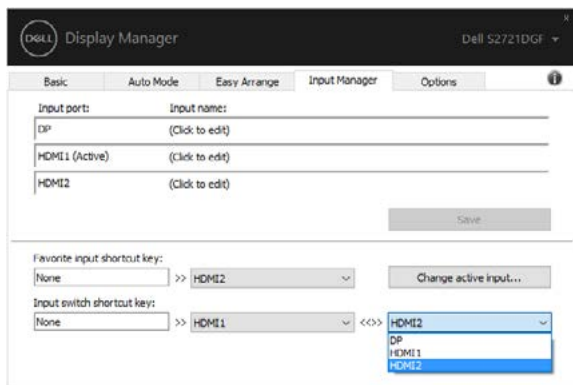 DELL Display Manager Dell S2721DGF
Basic Auto Mode Easy Arrange Input Manager Options
Input port: Input name:
DP (Click to edit)
HDMI1 (Active) (Click to edit)
HDMI2 (Click to edit)
Save
Favorite input shortcut key:
None >> HDMI2 Change active input...
Input switch shortcut key:
None >> HDMI1 <<>> HDMI2
DP
HDMI1
HDMI2